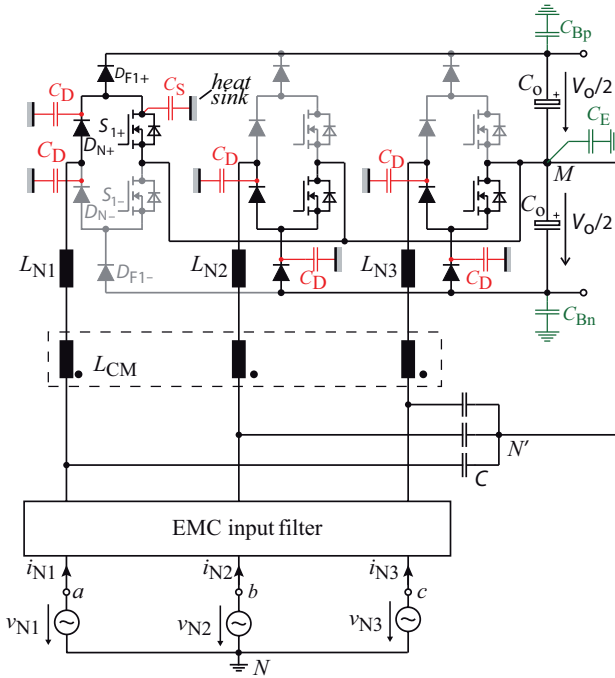 C_Bp
D_F1+
C_S
heat sink
C_D
C_o
+
V_o/2
S_1+
C_E
D_N+
C_D
C_D
C_D
M
S_1−
D_N−
C_o
+
V_o/2
L_N1
D_F1−
L_N2
C_D
L_N3
C_D
C_Bn
L_CM
N'
C
EMC input filter
i_N1
a
i_N2
b
i_N3
c
v_N1
v_N2
v_N3
N